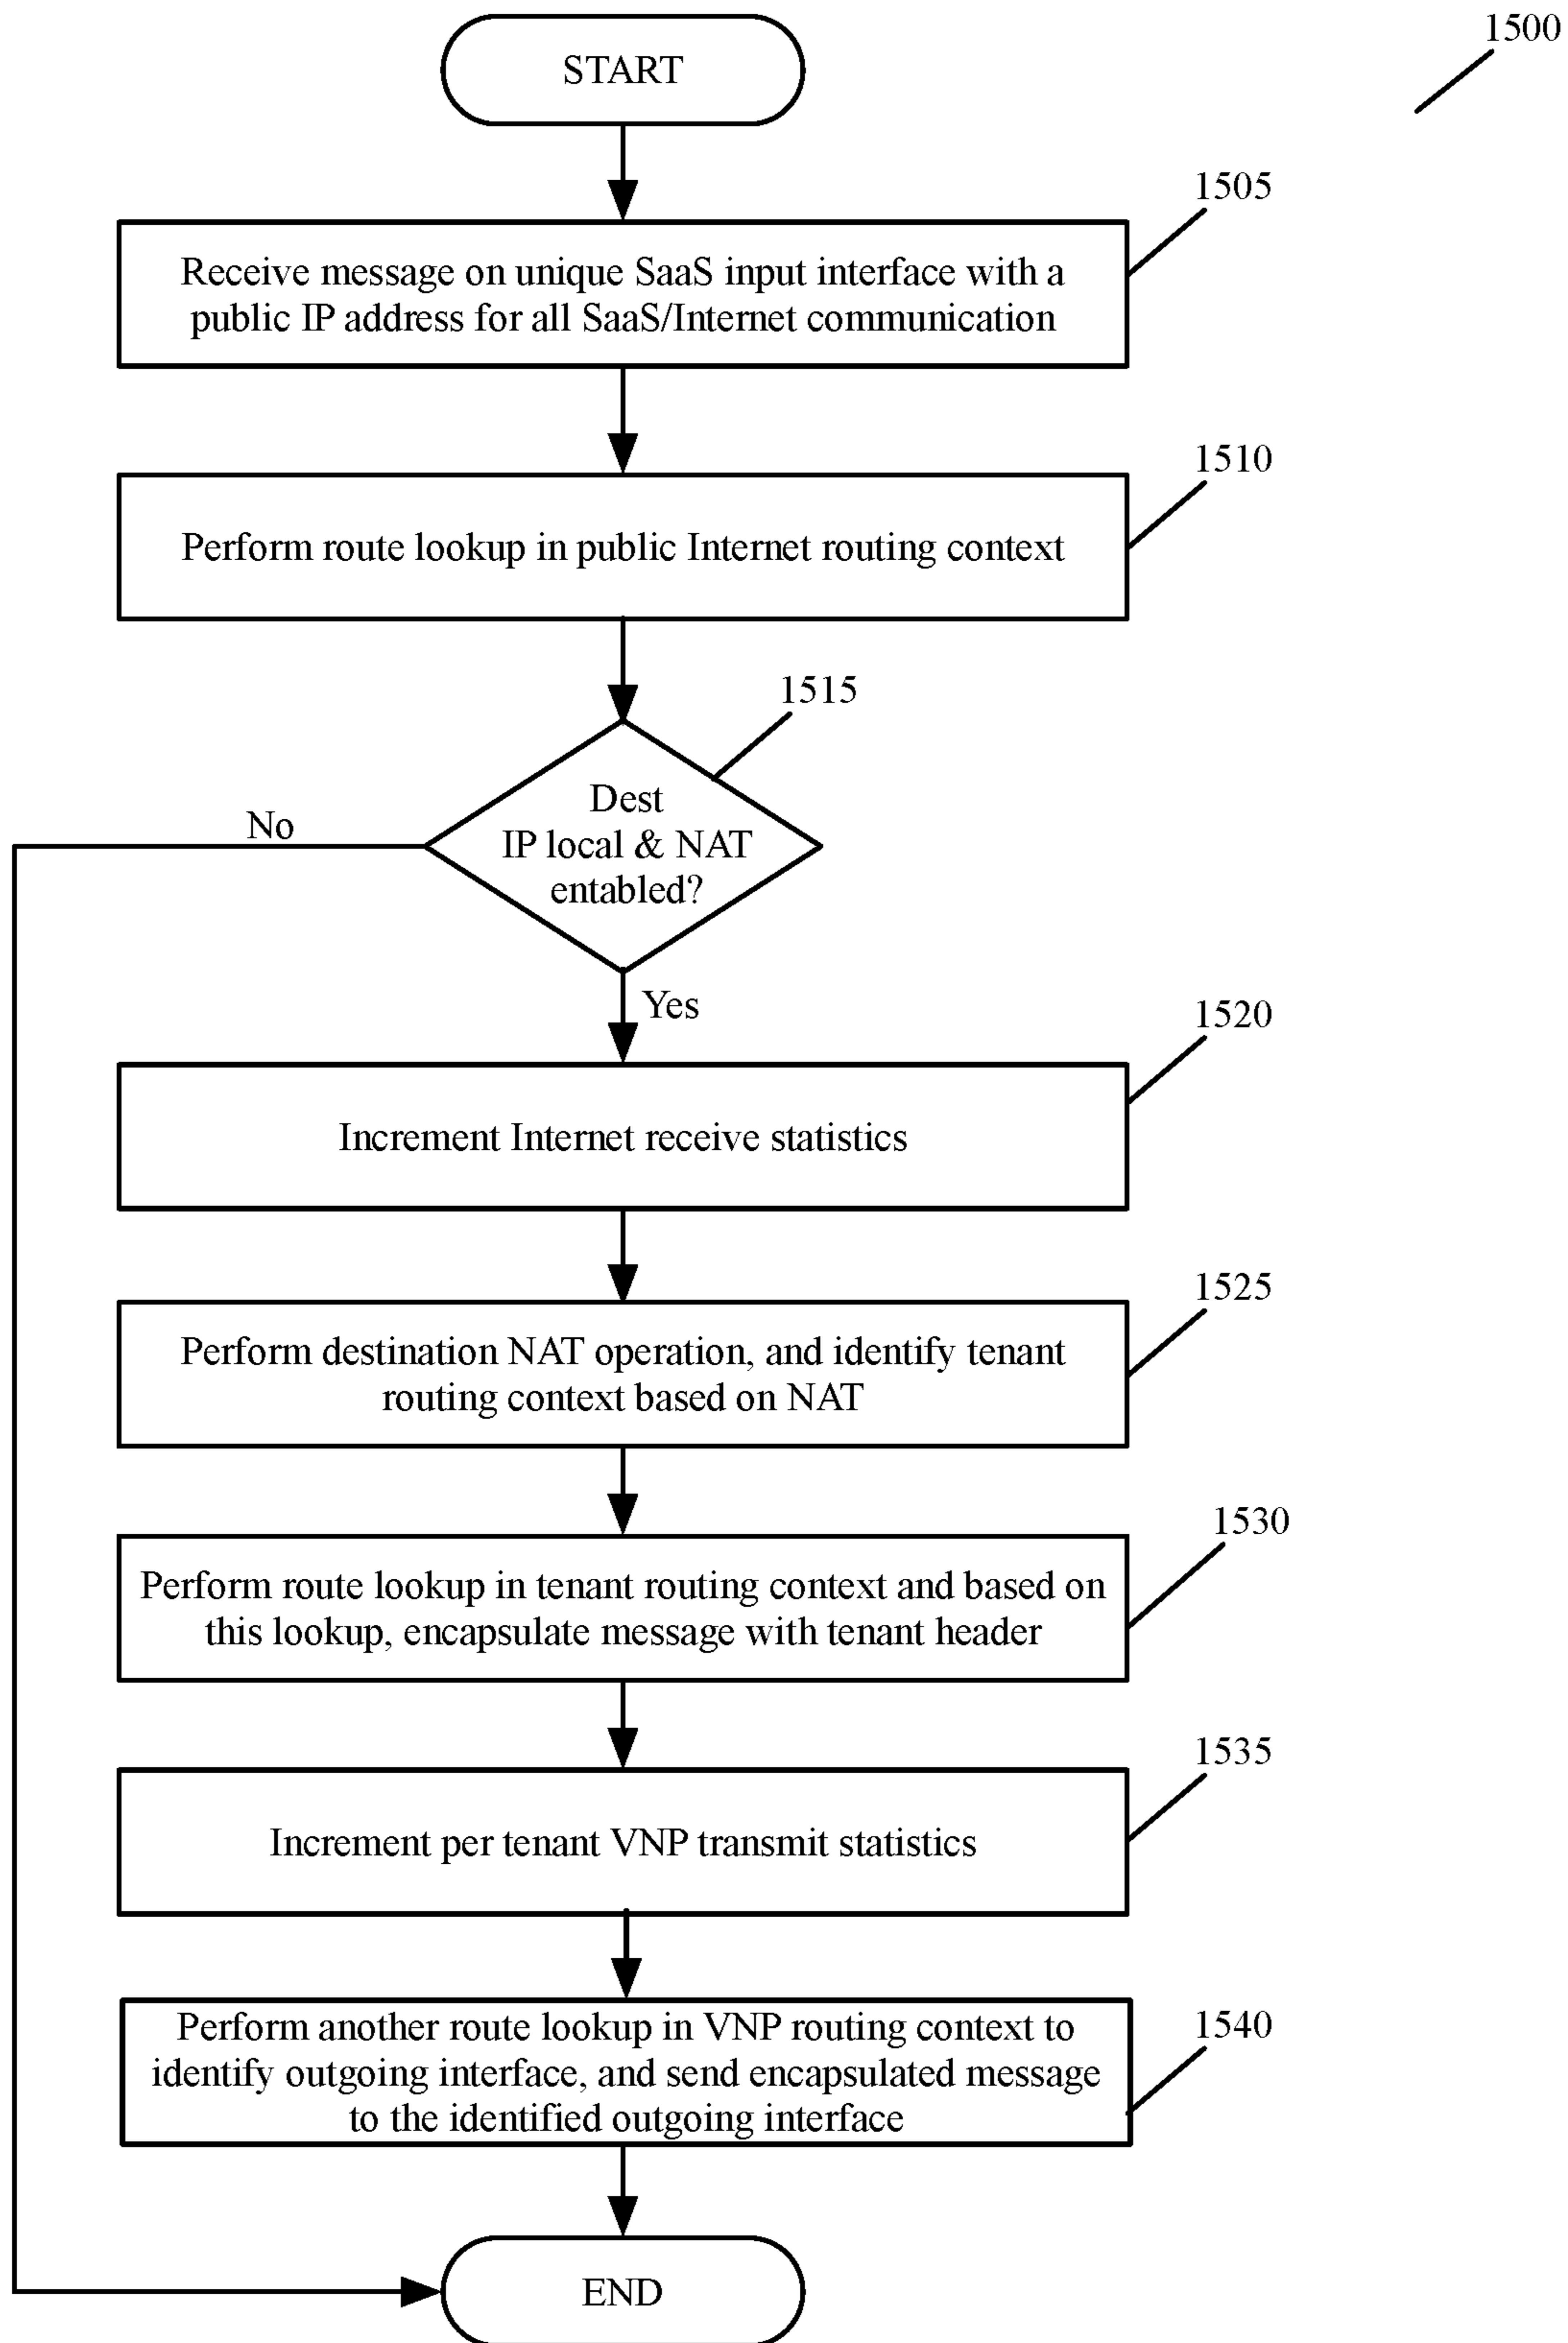 1500
START
1505
Receive message on unique SaaS input interface with a
public IP address for all SaaS/Internet communication
1510
Perform route lookup in public Internet routing context
1515
Dest
IP local & NAT
entabled?
No
Yes
1520
Increment Internet receive statistics
1525
Perform destination NAT operation, and identify tenant
routing context based on NAT
1530
Perform route lookup in tenant routing context and based on
this lookup, encapsulate message with tenant header
1535
Increment per tenant VNP transmit statistics
1540
Perform another route lookup in VNP routing context to
identify outgoing interface, and send encapsulated message
to the identified outgoing interface
END